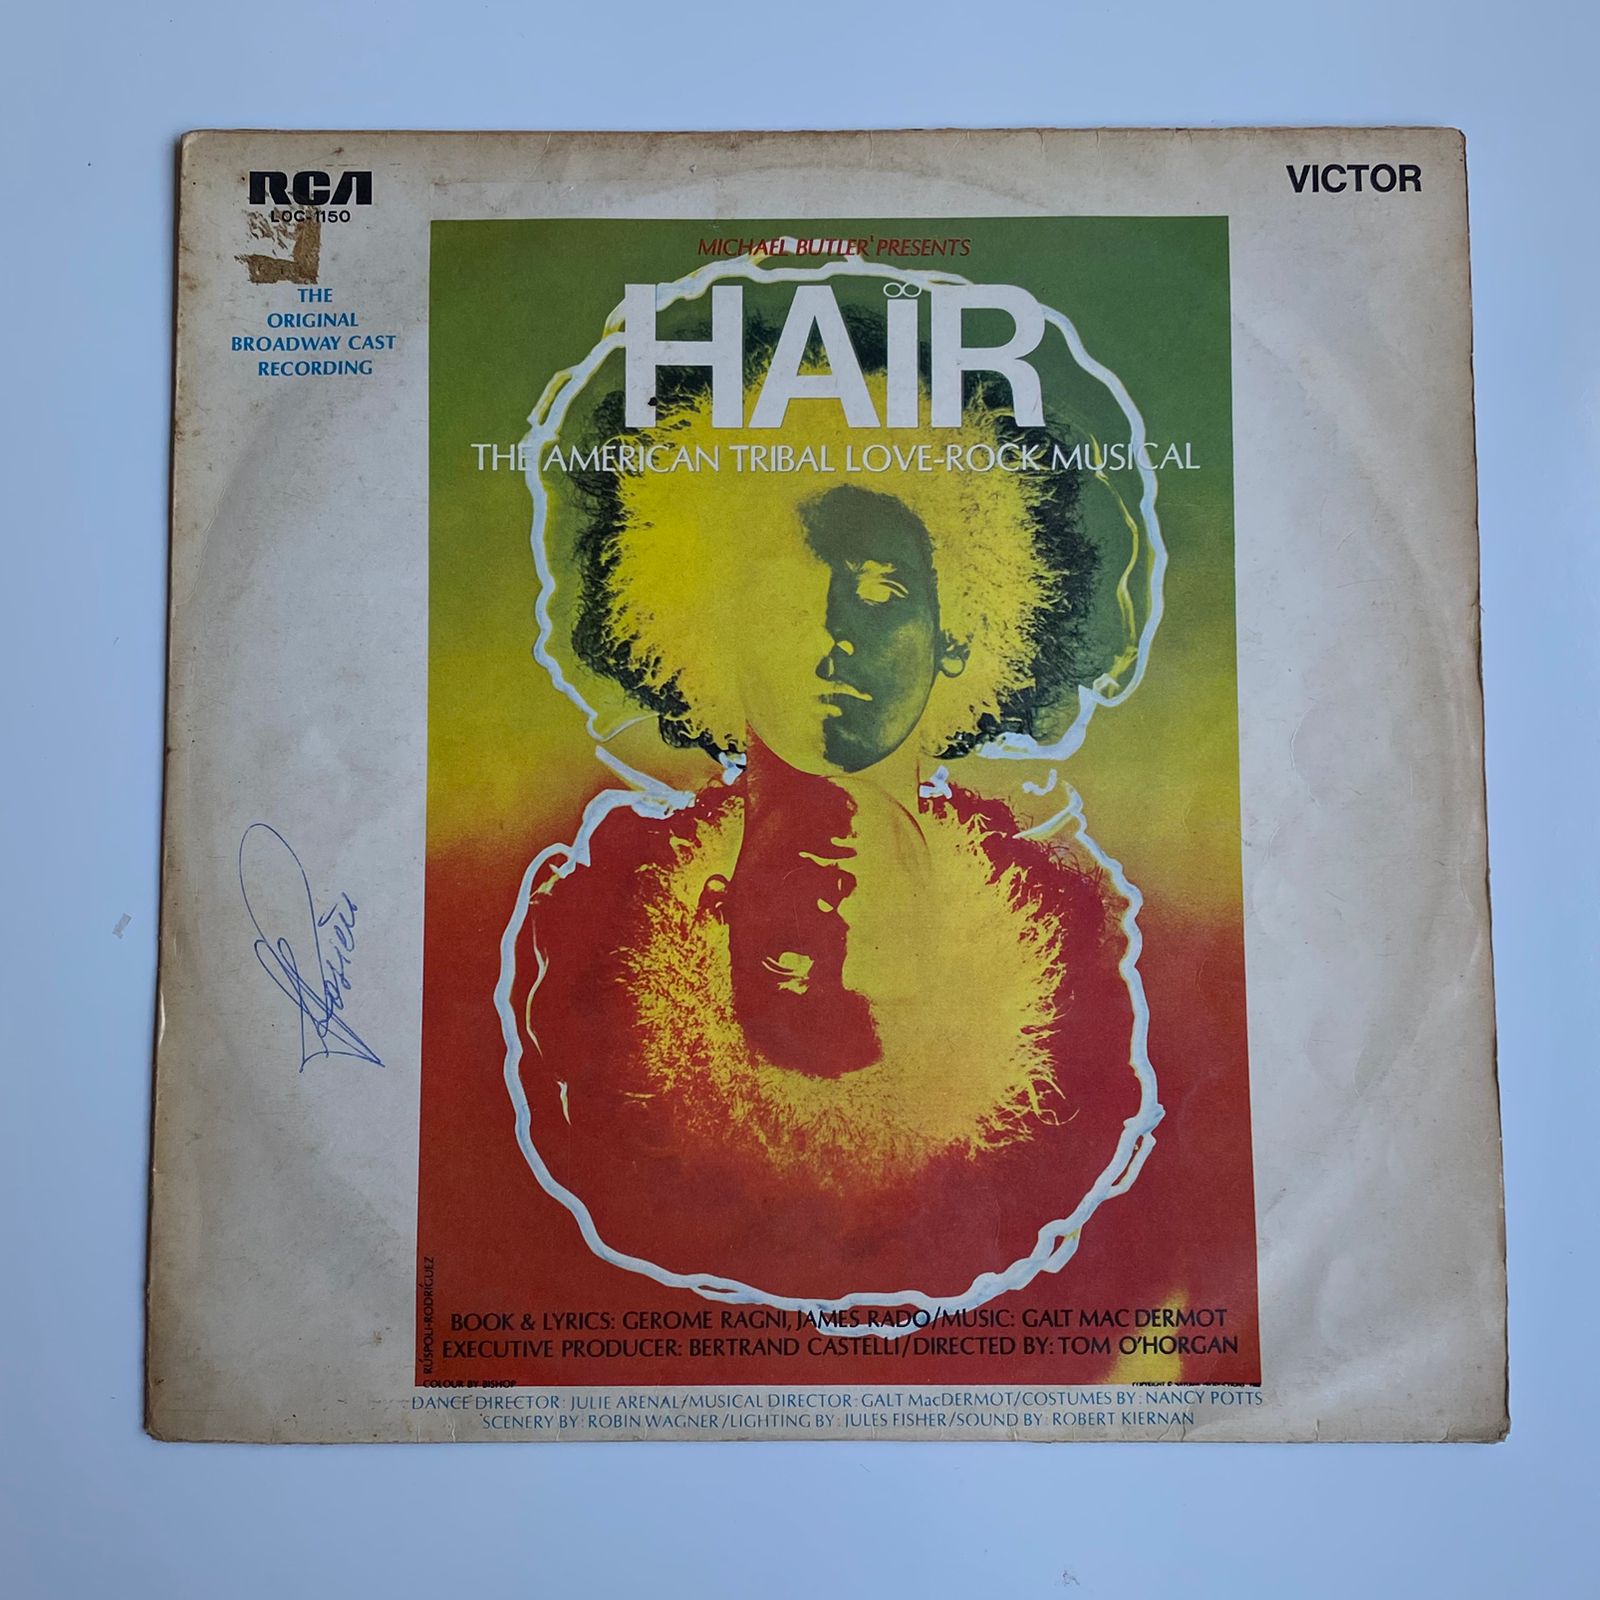 RCA
VICTOR
LOC-1150
THE
ORIGINAL
BROADWAY CAST
RECORDING
MICHAEL BUTLER PRESENTS
HAÏR
THE AMERICAN TRIBAL LOVE-ROCK MUSICAL
RÚSPOLI-RODRÍGUEZ
BOOK & LYRICS: GEROME RAGNI, JAMES RADO/MUSIC: GALT MAC DERMOT
EXECUTIVE PRODUCER: BERTRAND CASTELLI/DIRECTED BY: TOM O'HORGAN
COLOUR BY BISHOP
DANCE DIRECTOR: JULIE ARENAL/MUSICAL DIRECTOR: GALT MacDERMOT/COSTUMES BY: NANCY POTTS
SCENERY BY: ROBIN WAGNER/LIGHTING BY: JULES FISHER/SOUND BY: ROBERT KIERNAN